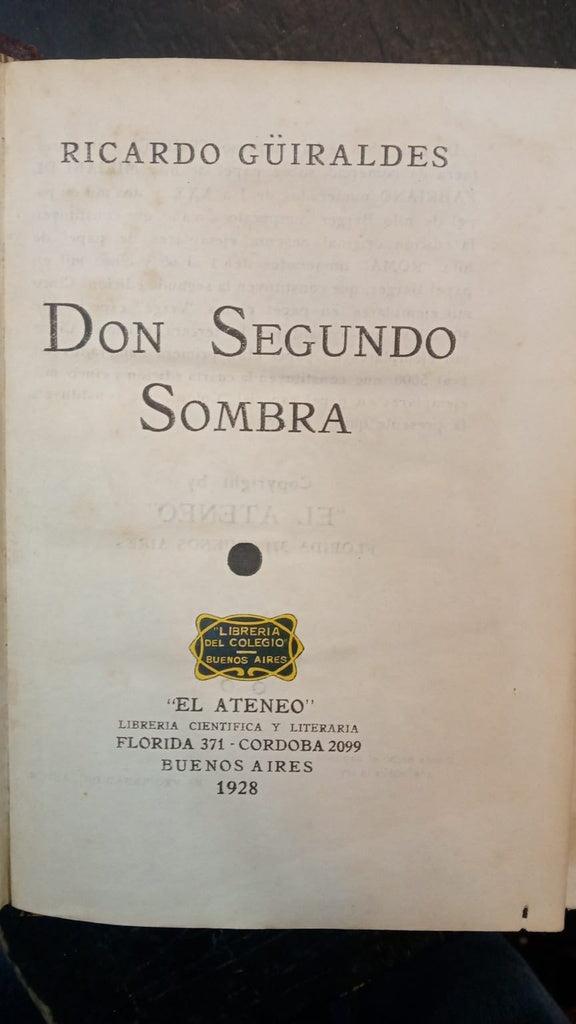 RICARDO GÜIRALDES
DON SEGUNDO
SOMBRA
"LIBRERIA
DEL COLEGIO"
BUENOS AIRES
"EL ATENEO"
LIBRERIA CIENTIFICA Y LITERARIA
FLORIDA 371 - CORDOBA 2099
BUENOS AIRES
1928